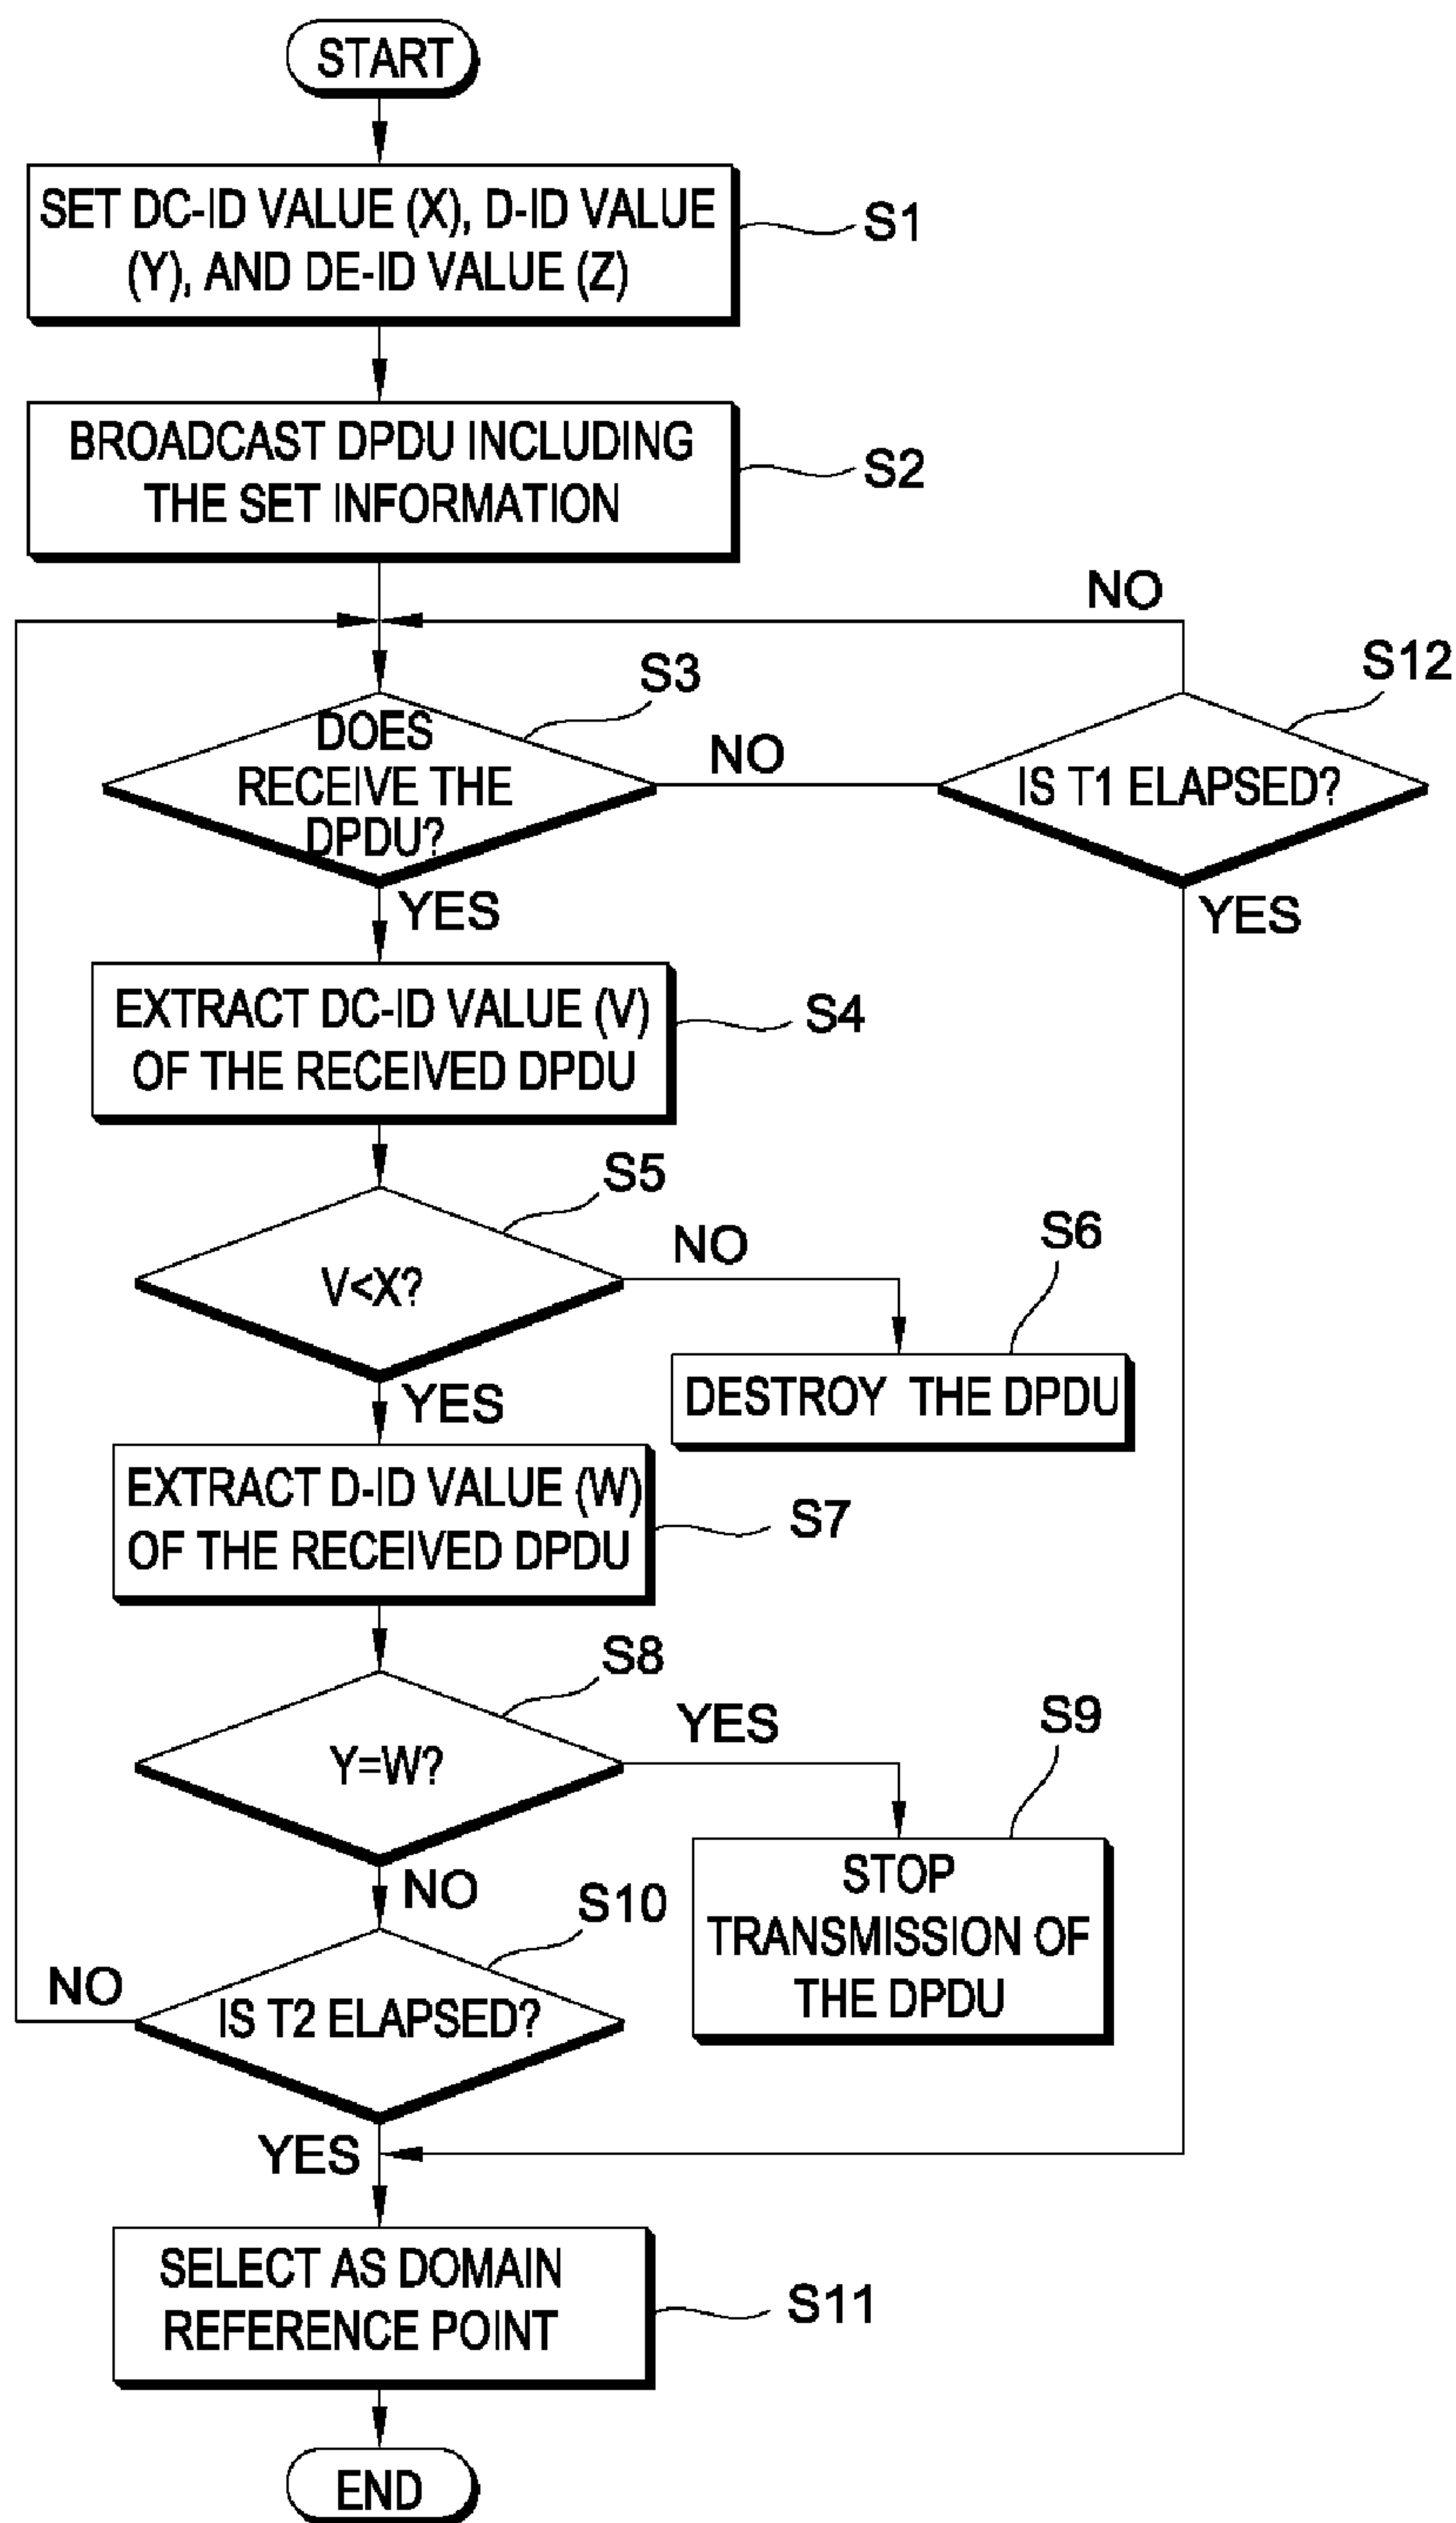 START
SET DC-ID VALUE (X), D-ID VALUE
(Y), AND DE-ID VALUE (Z)
S1
BROADCAST DPDU INCLUDING
THE SET INFORMATION
S2
NO
S3
S12
DOES
RECEIVE THE
DPDU?
NO
IS T1 ELAPSED?
YES
YES
EXTRACT DC-ID VALUE (V)
OF THE RECEIVED DPDU
S4
S5
V<X?
NO
S6
DESTROY THE DPDU
YES
EXTRACT D-ID VALUE (W)
OF THE RECEIVED DPDU
S7
S8
Y=W?
YES
S9
STOP
TRANSMISSION OF
THE DPDU
NO
S10
NO
IS T2 ELAPSED?
YES
SELECT AS DOMAIN
REFERENCE POINT
S11
END